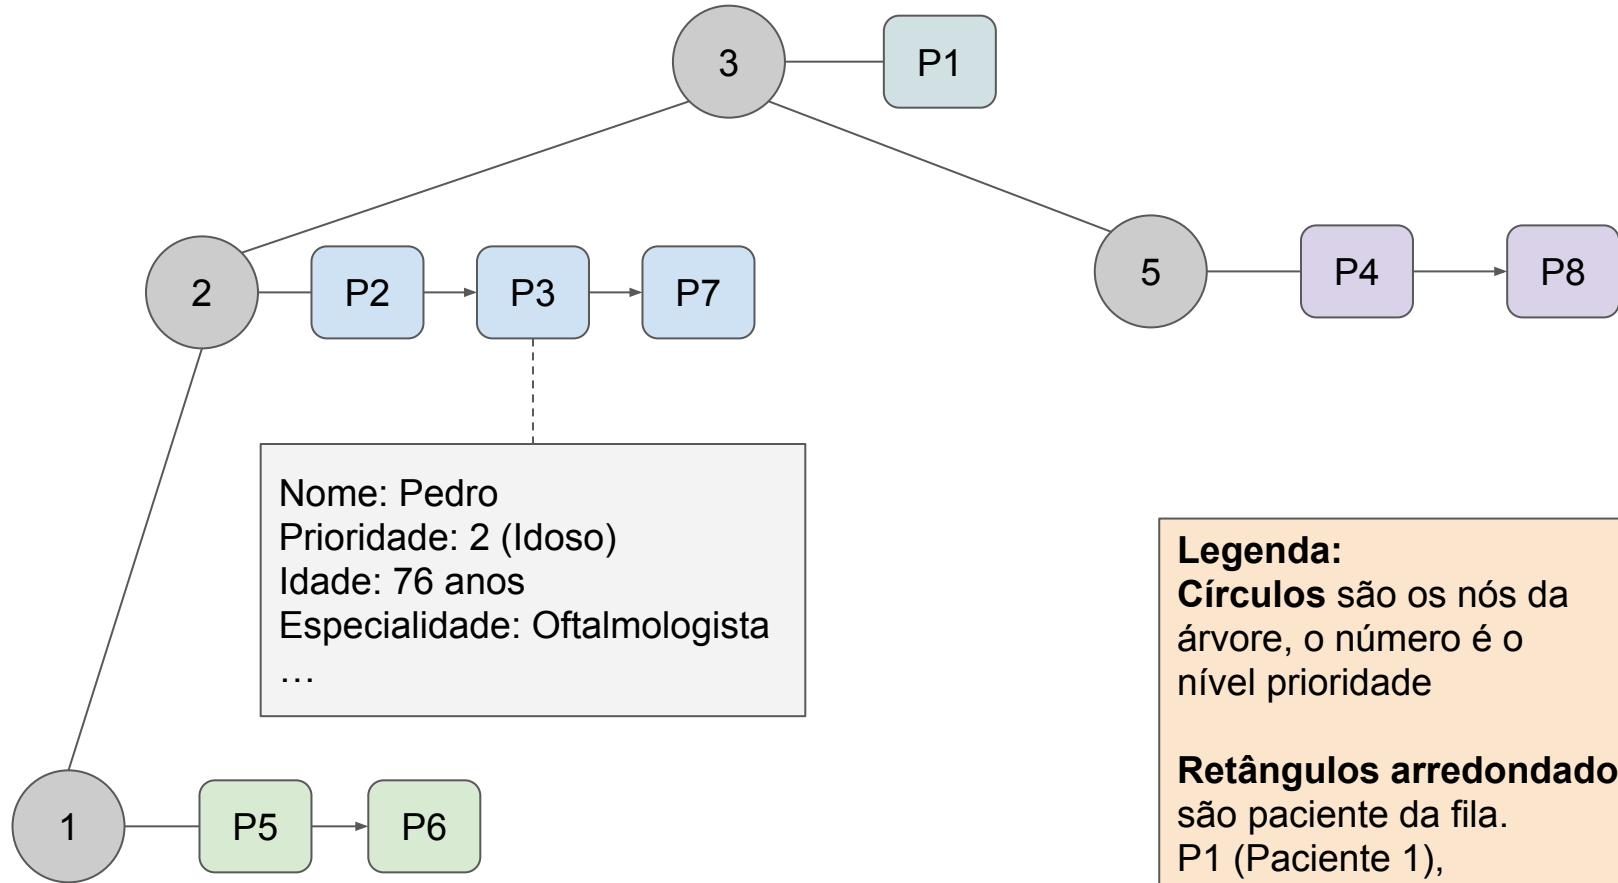 3
P1
2
P2
P3
P7
5
P4
P8
Nome: Pedro
Prioridade: 2 (Idoso)
Idade: 76 anos
Especialidade: Oftalmologista
…
Legenda:
Círculos são os nós da
árvore, o número é o
nível prioridade
Retângulos arredondado
são paciente da fila.
P1 (Paciente 1),
1
P5
P6